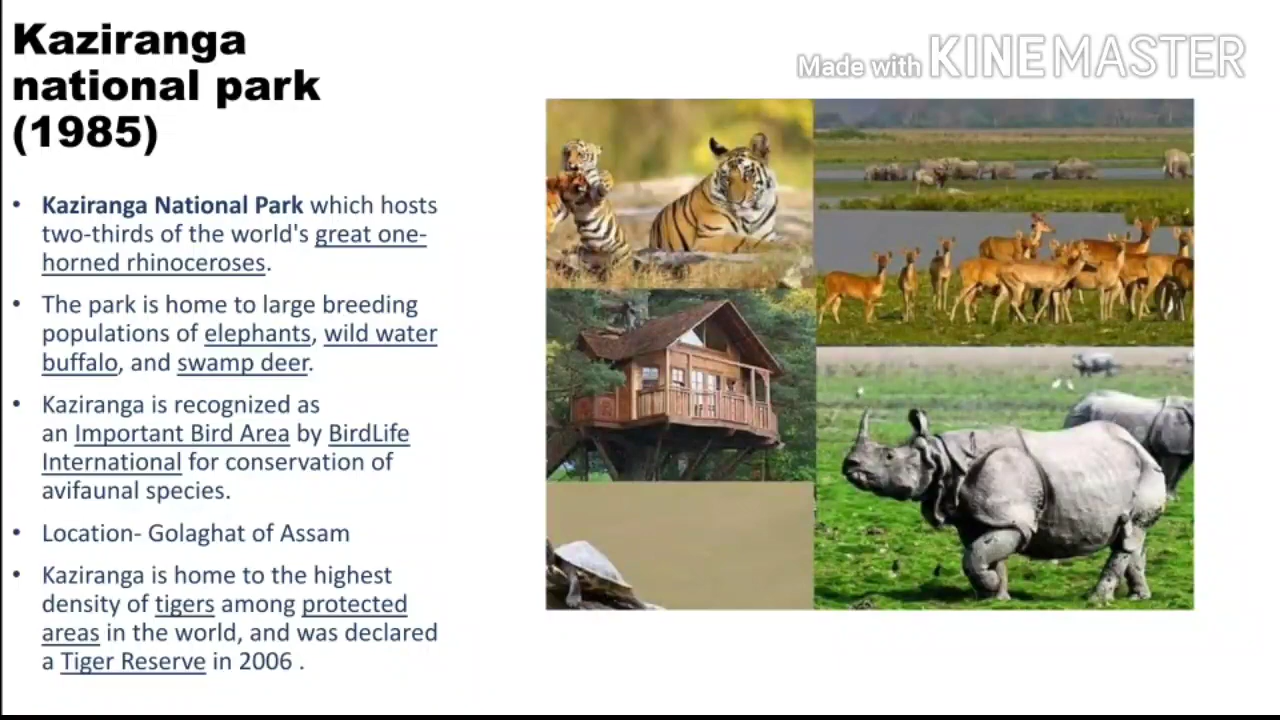 Kaziranga
national park
(1985)
Made with KINEMASTER
• Kaziranga National Park which hosts
two-thirds of the world's great one-
horned rhinoceroses.
• The park is home to large breeding
populations of elephants, wild water
buffalo, and swamp deer.
• Kaziranga is recognized as
an Important Bird Area by BirdLife
International for conservation of
avifaunal species.
• Location- Golaghat of Assam
• Kaziranga is home to the highest
density of tigers among protected
areas in the world, and was declared
a Tiger Reserve in 2006 .